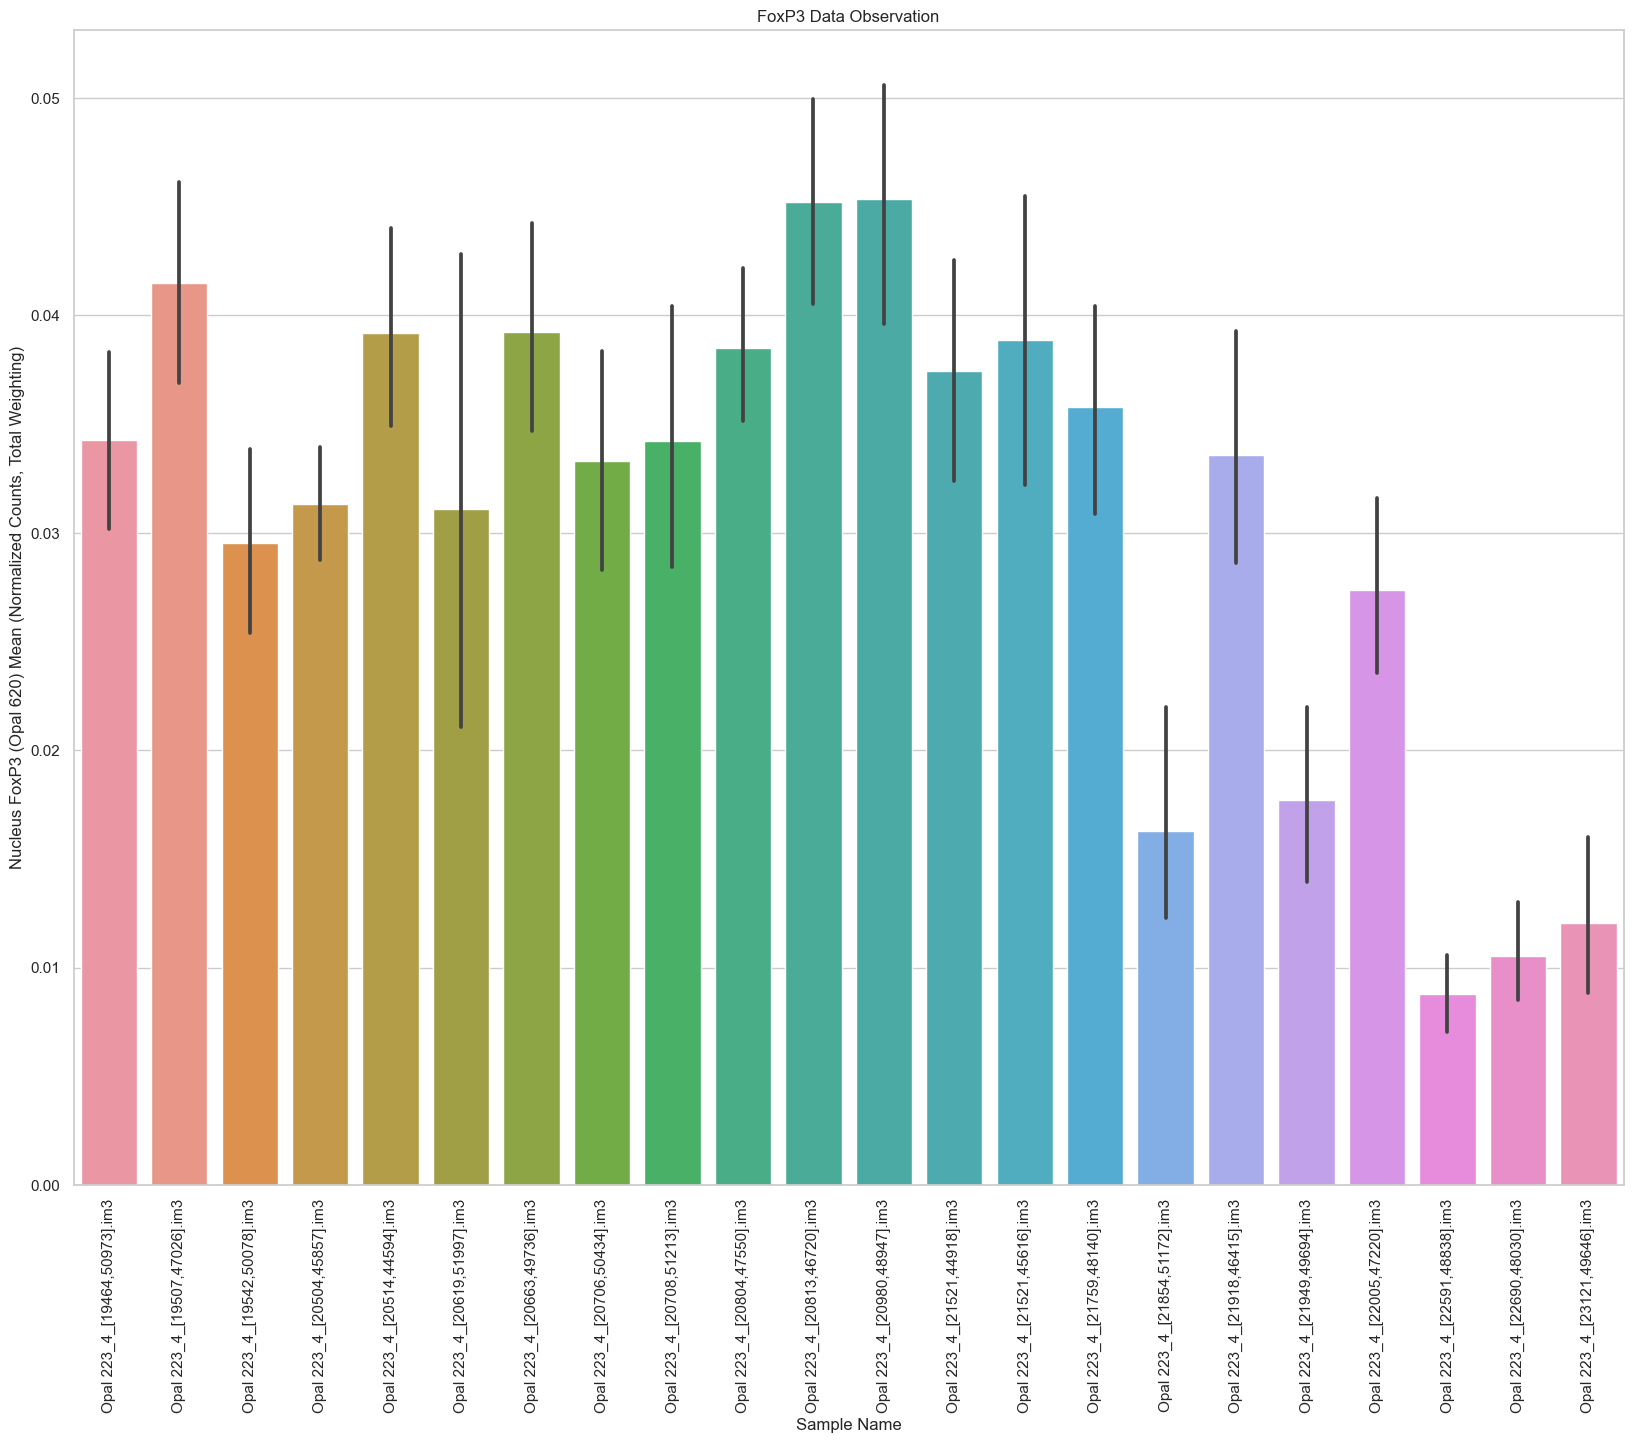 FoxP3 Data Observation
Nucleus FoxP3 (Opal 620) Mean (Normalized Counts, Total Weighting)
0.05
0.04
0.03
0.02
0.01
0.00
Opal 223_4_[19464,50973].im3
Opal 223_4_[19507,47026].im3
Opal 223_4_[19542,50078].im3
Opal 223_4_[20504,45857].im3
Opal 223_4_[20514,44594].im3
Opal 223_4_[20619,51997].im3
Opal 223_4_[20663,49736].im3
Opal 223_4_[20706,50434].im3
Opal 223_4_[20708,51213].im3
Opal 223_4_[20804,47550].im3
Opal 223_4_[20813,46720].im3
Opal 223_4_[20980,48947].im3
Opal 223_4_[21521,44918].im3
Opal 223_4_[21521,45616].im3
Opal 223_4_[21759,48140].im3
Opal 223_4_[21854,51172].im3
Opal 223_4_[21918,46415].im3
Opal 223_4_[21949,49694].im3
Opal 223_4_[22005,47220].im3
Opal 223_4_[22591,48838].im3
Opal 223_4_[22690,48030].im3
Opal 223_4_[23121,49646].im3
Sample Name